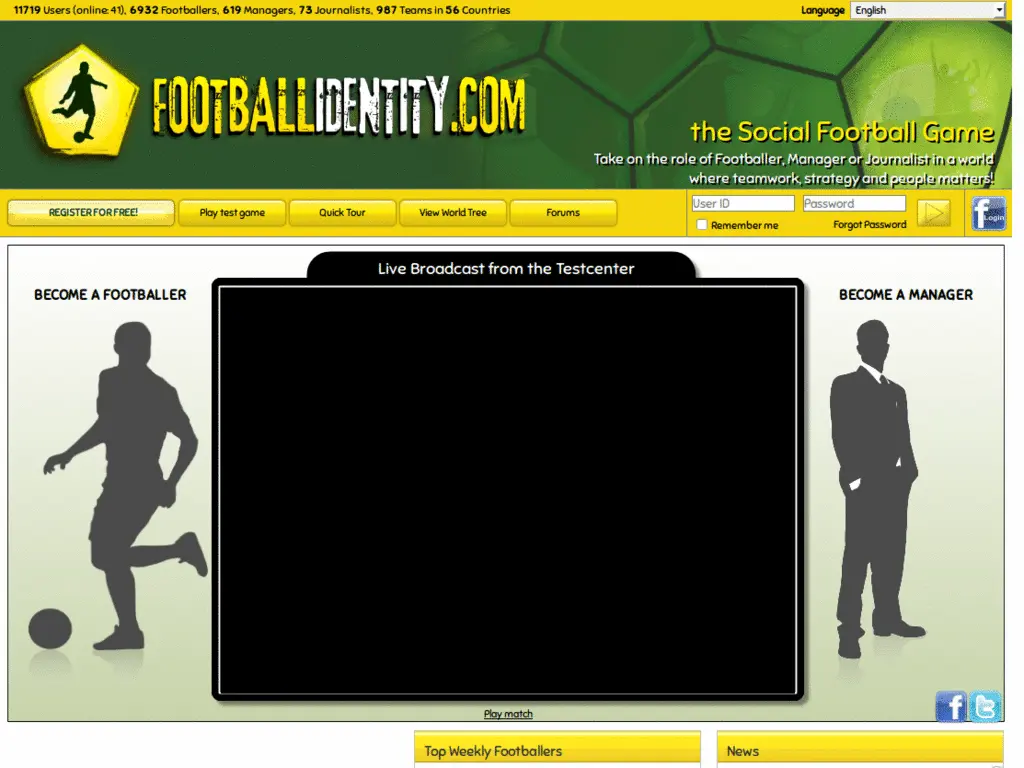 11719 Users (online: 41), 6932 Footballers, 619 Managers, 73 Journalists, 987 Teams in 56 Countries
Language English
FOOTBALLIDENTITY.COM
the Social Football Game
Take on the role of Footballer, Manager or Journalist in a world
where teamwork, strategy and people matters!
REGISTER FOR FREE! Play test game Quick Tour View World Tree Forums
User ID Password
Remember me Forgot Password
f Login
Live Broadcast from the Testcenter
BECOME A FOOTBALLER
BECOME A MANAGER
Play match
Top Weekly Footballers
News